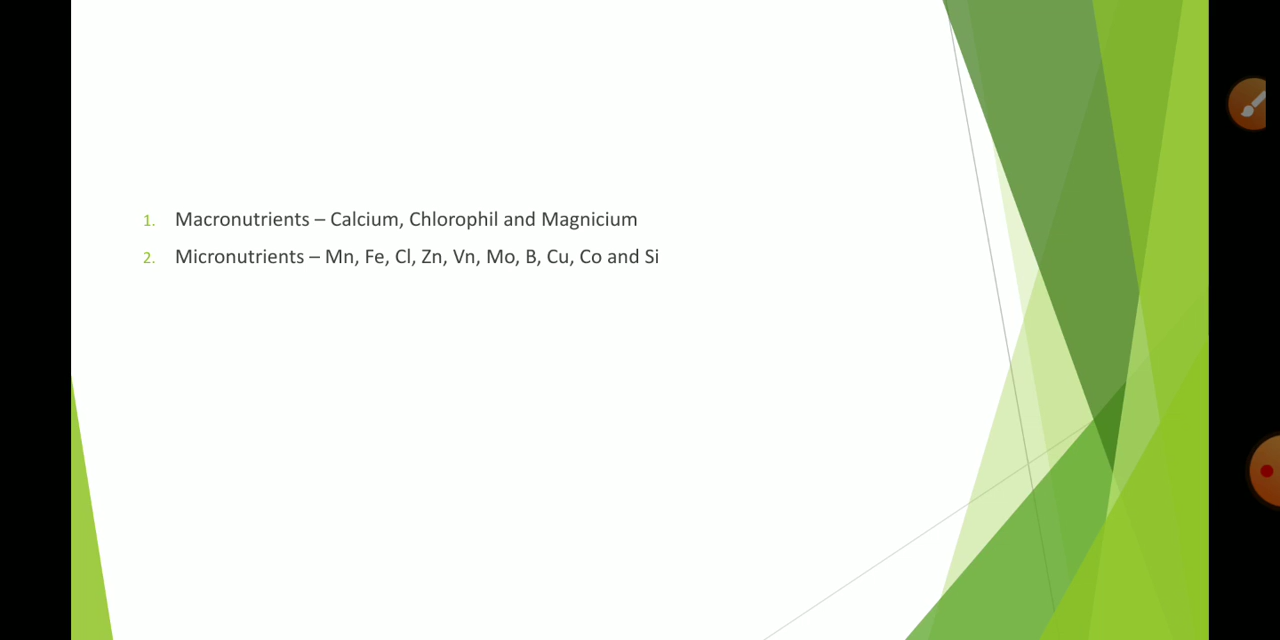 1. Macronutrients – Calcium, Chlorophil and Magnicium
2. Micronutrients – Mn, Fe, Cl, Zn, Vn, Mo, B, Cu, Co and Si